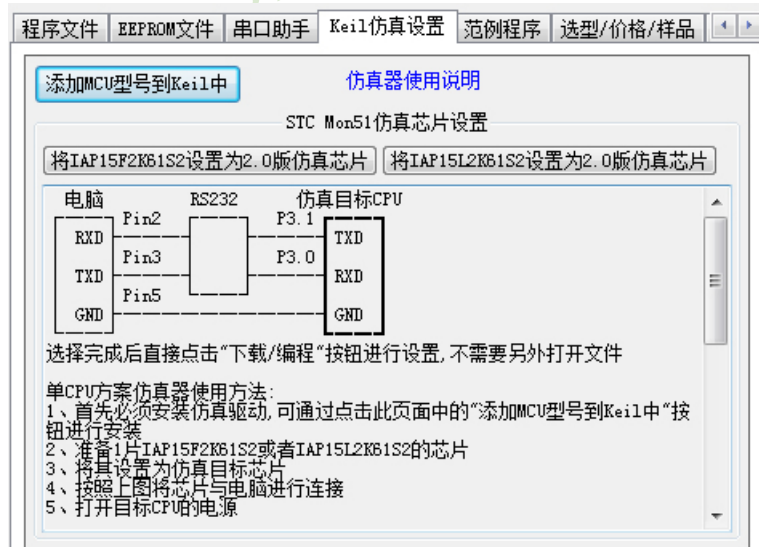 程序文件 EEPROM文件 串口助手 Keil仿真设置 范例程序 选型/价格/样品
添加MCU型号到Keil中 仿真器使用说明
STC Mon51仿真芯片设置
将IAP15F2K61S2设置为2.0版仿真芯片 将IAP15L2K61S2设置为2.0版仿真芯片
电脑 RS232 仿真目标CPU
Pin2 P3.1
RXD TXD
Pin3 P3.0
TXD RXD
Pin5
GND GND
选择完成后直接点击"下载/编程"按钮进行设置,不需要另外打开文件
单CPU方案仿真器使用方法:
1、首先必须安装仿真驱动,可通过点击此页面中的"添加MCU型号到Keil中"按
钮进行安装
2、准备1片IAP15F2K61S2或者IAP15L2K61S2的芯片
3、将其设置为仿真目标芯片
4、按照上图将芯片与电脑进行连接
5、打开目标CPU的电源